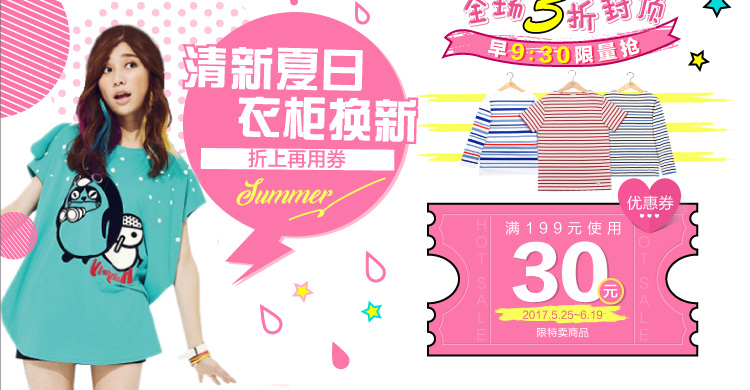 全场5折封顶
早9:30限量抢
清新夏日
衣柜换新
折上再用券
Summer
优惠券
满199元使用
30元
2017.5.25~6.19
限特卖商品
HOT SALE
HOT SALE